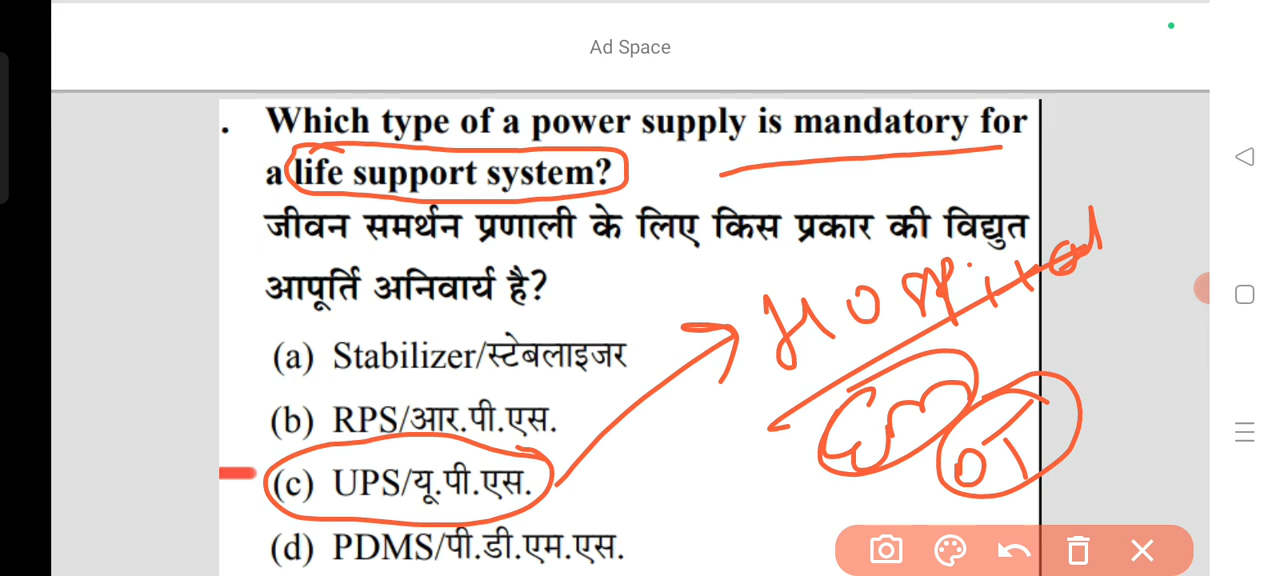 Ad Space
. Which type of a power supply is mandatory for
a life support system?
जीवन समर्थन प्रणाली के लिए किस प्रकार की विद्युत
आपूर्ति अनिवार्य है?
Hospital
(a) Stabilizer/स्टेबलाइजर
(b) RPS/आर.पी.एस.
OT
(c) UPS/यू.पी.एस.
(d) PDMS/पी.डी.एम.एस.